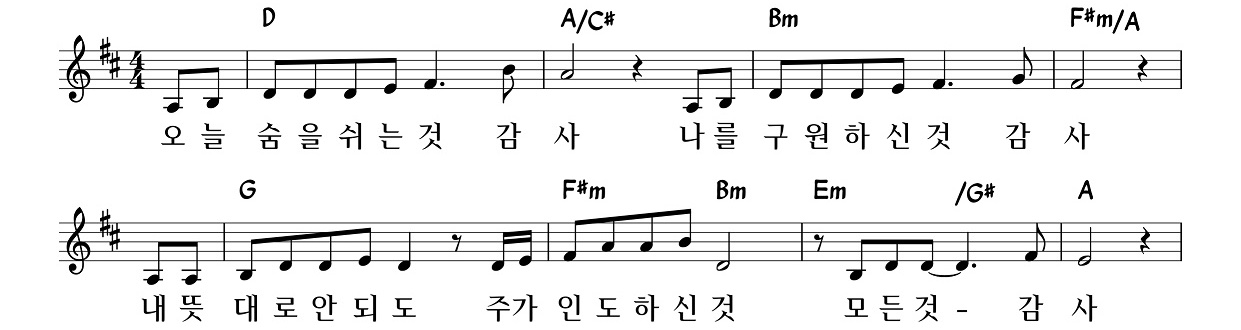 D A/C# Bm F#m/A
4 4
오 늘 숨 을 쉬 는 것 감 사 나 를 구 원 하 신 것 감 사
G F#m Bm Em /G# A
내 뜻 대 로 안 되 도 주 가 인 도 하 신 것 모 든 것 - 감 사